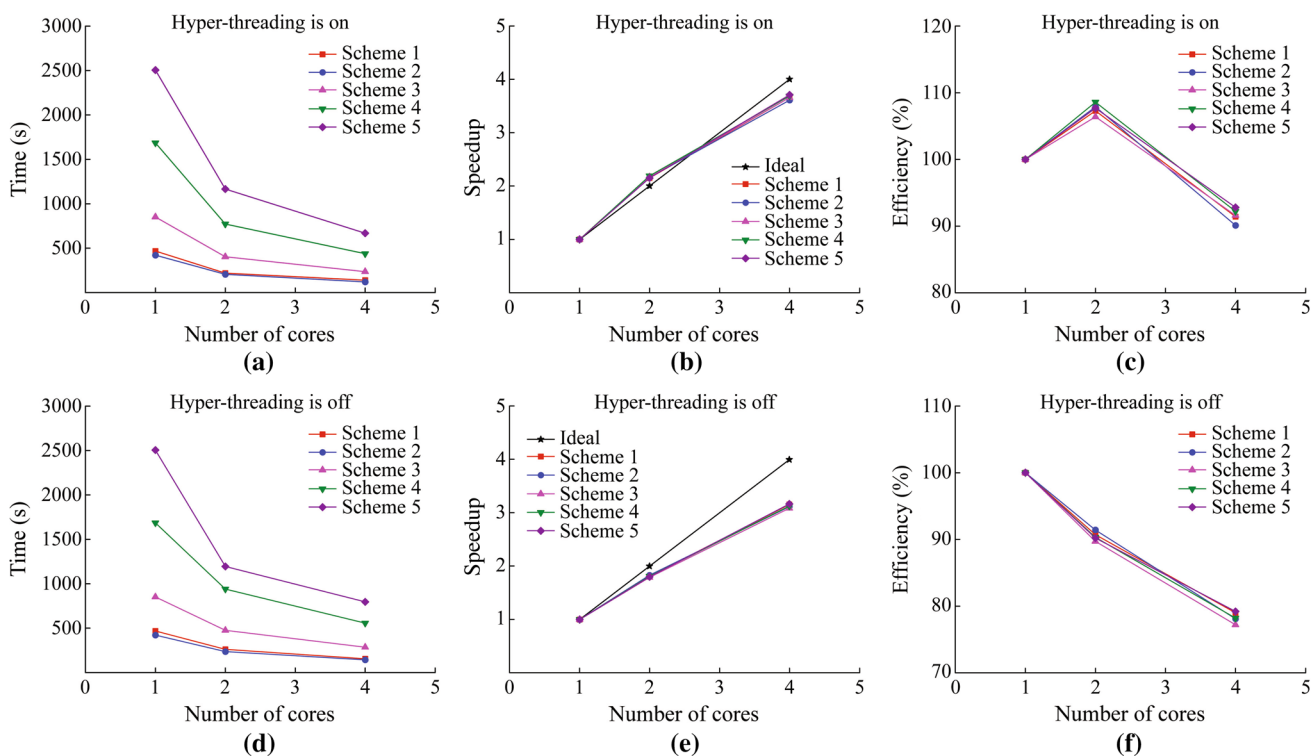 Hyper-threading is on
3000
2500
2000
1500
1000
500
0
1
2
3
4
5
Time (s)
Number of cores
Scheme 1
Scheme 2
Scheme 3
Scheme 4
Scheme 5
(a)
Hyper-threading is on
5
4
3
2
1
0
1
2
3
4
5
Speedup
Number of cores
Ideal
Scheme 1
Scheme 2
Scheme 3
Scheme 4
Scheme 5
(b)
Hyper-threading is on
120
110
100
90
80
0
1
2
3
4
5
Efficiency (%)
Number of cores
Scheme 1
Scheme 2
Scheme 3
Scheme 4
Scheme 5
(c)
Hyper-threading is off
3000
2500
2000
1500
1000
500
0
1
2
3
4
5
Time (s)
Number of cores
Scheme 1
Scheme 2
Scheme 3
Scheme 4
Scheme 5
(d)
Hyper-threading is off
5
4
3
2
1
0
1
2
3
4
5
Speedup
Number of cores
Ideal
Scheme 1
Scheme 2
Scheme 3
Scheme 4
Scheme 5
(e)
Hyper-threading is off
110
100
90
80
70
0
1
2
3
4
5
Efficiency (%)
Number of cores
Scheme 1
Scheme 2
Scheme 3
Scheme 4
Scheme 5
(f)